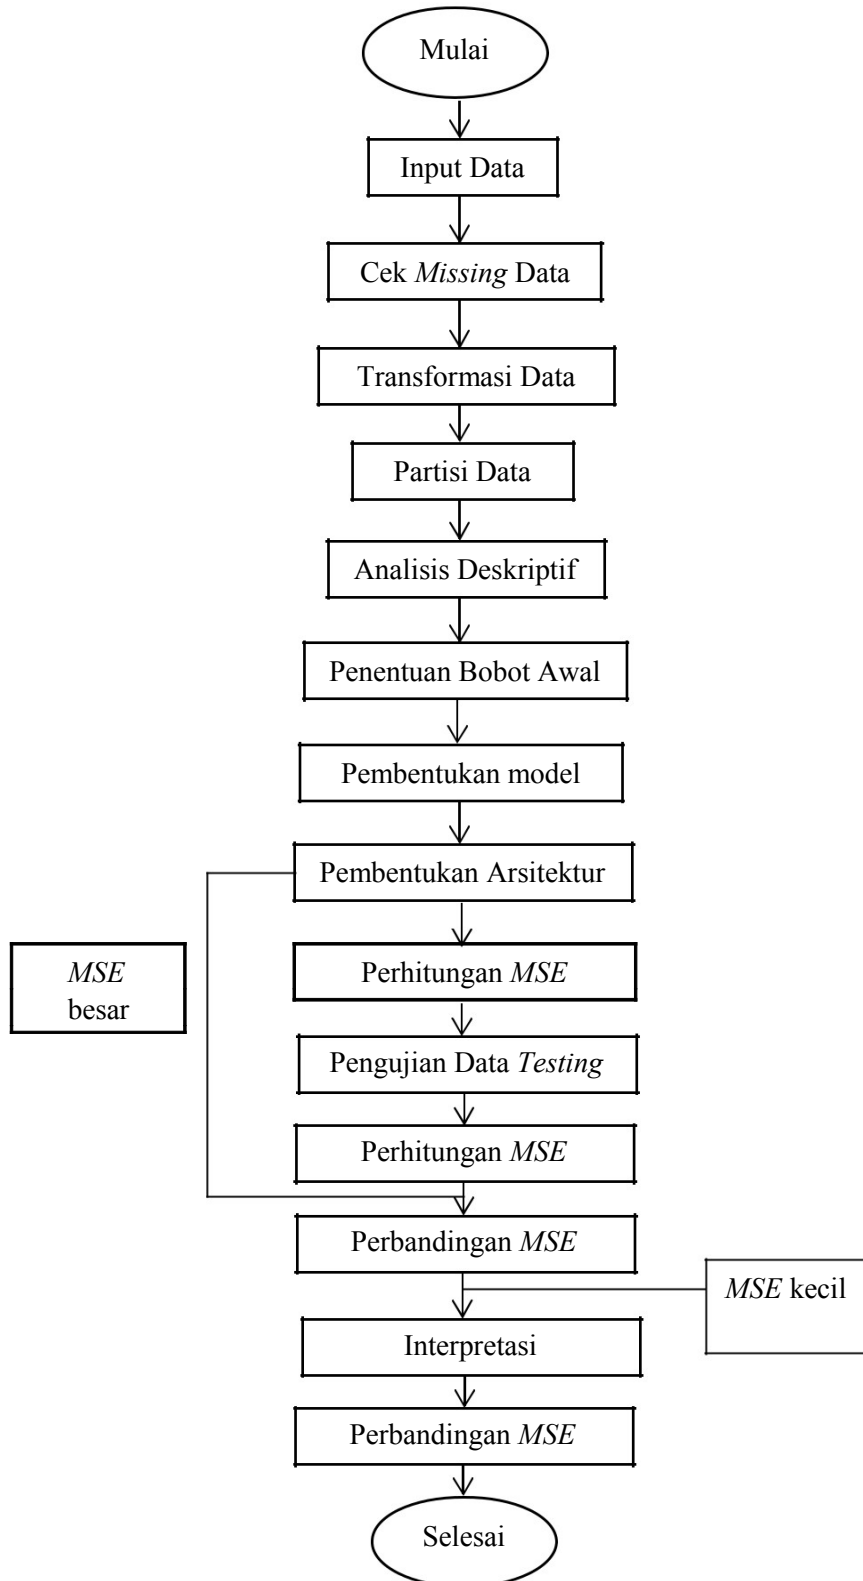 Mulai
Input Data
Cek Missing Data
Transformasi Data
Partisi Data
Analisis Deskriptif
Penentuan Bobot Awal
Pembentukan model
Pembentukan Arsitektur
MSE
besar
Perhitungan MSE
Pengujian Data Testing
Perhitungan MSE
Perbandingan MSE
MSE kecil
Interpretasi
Perbandingan MSE
Selesai